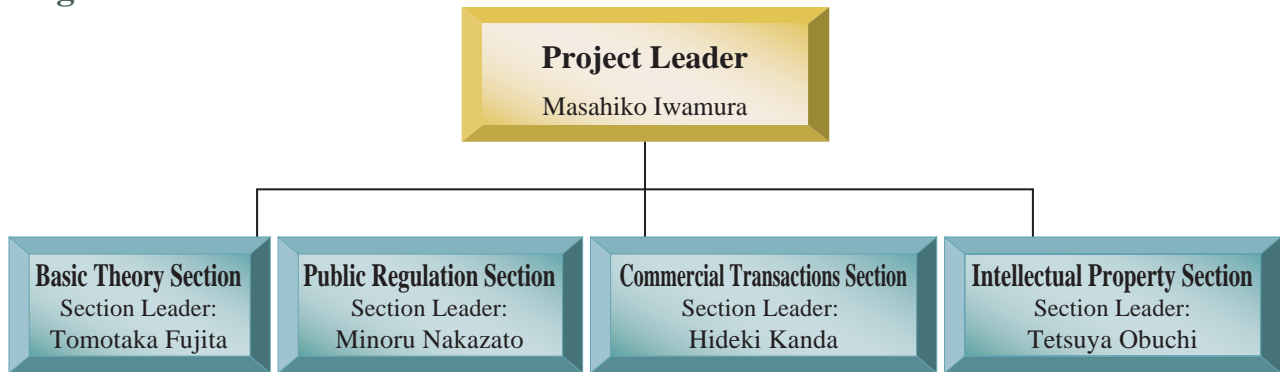 Project Leader
Masahiko Iwamura
Basic Theory Section
Section Leader:
Tomotaka Fujita
Public Regulation Section
Section Leader:
Minoru Nakazato
Commercial Transactions Section
Section Leader:
Hideki Kanda
Intellectual Property Section
Section Leader:
Tetsuya Obuchi